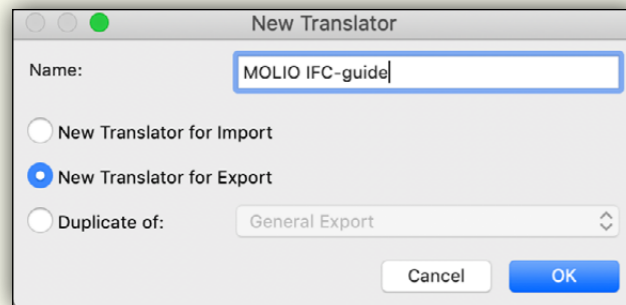 New Translator
Name: MOLIO IFC-guide
New Translator for Import
New Translator for Export
Duplicate of: General Export
Cancel OK